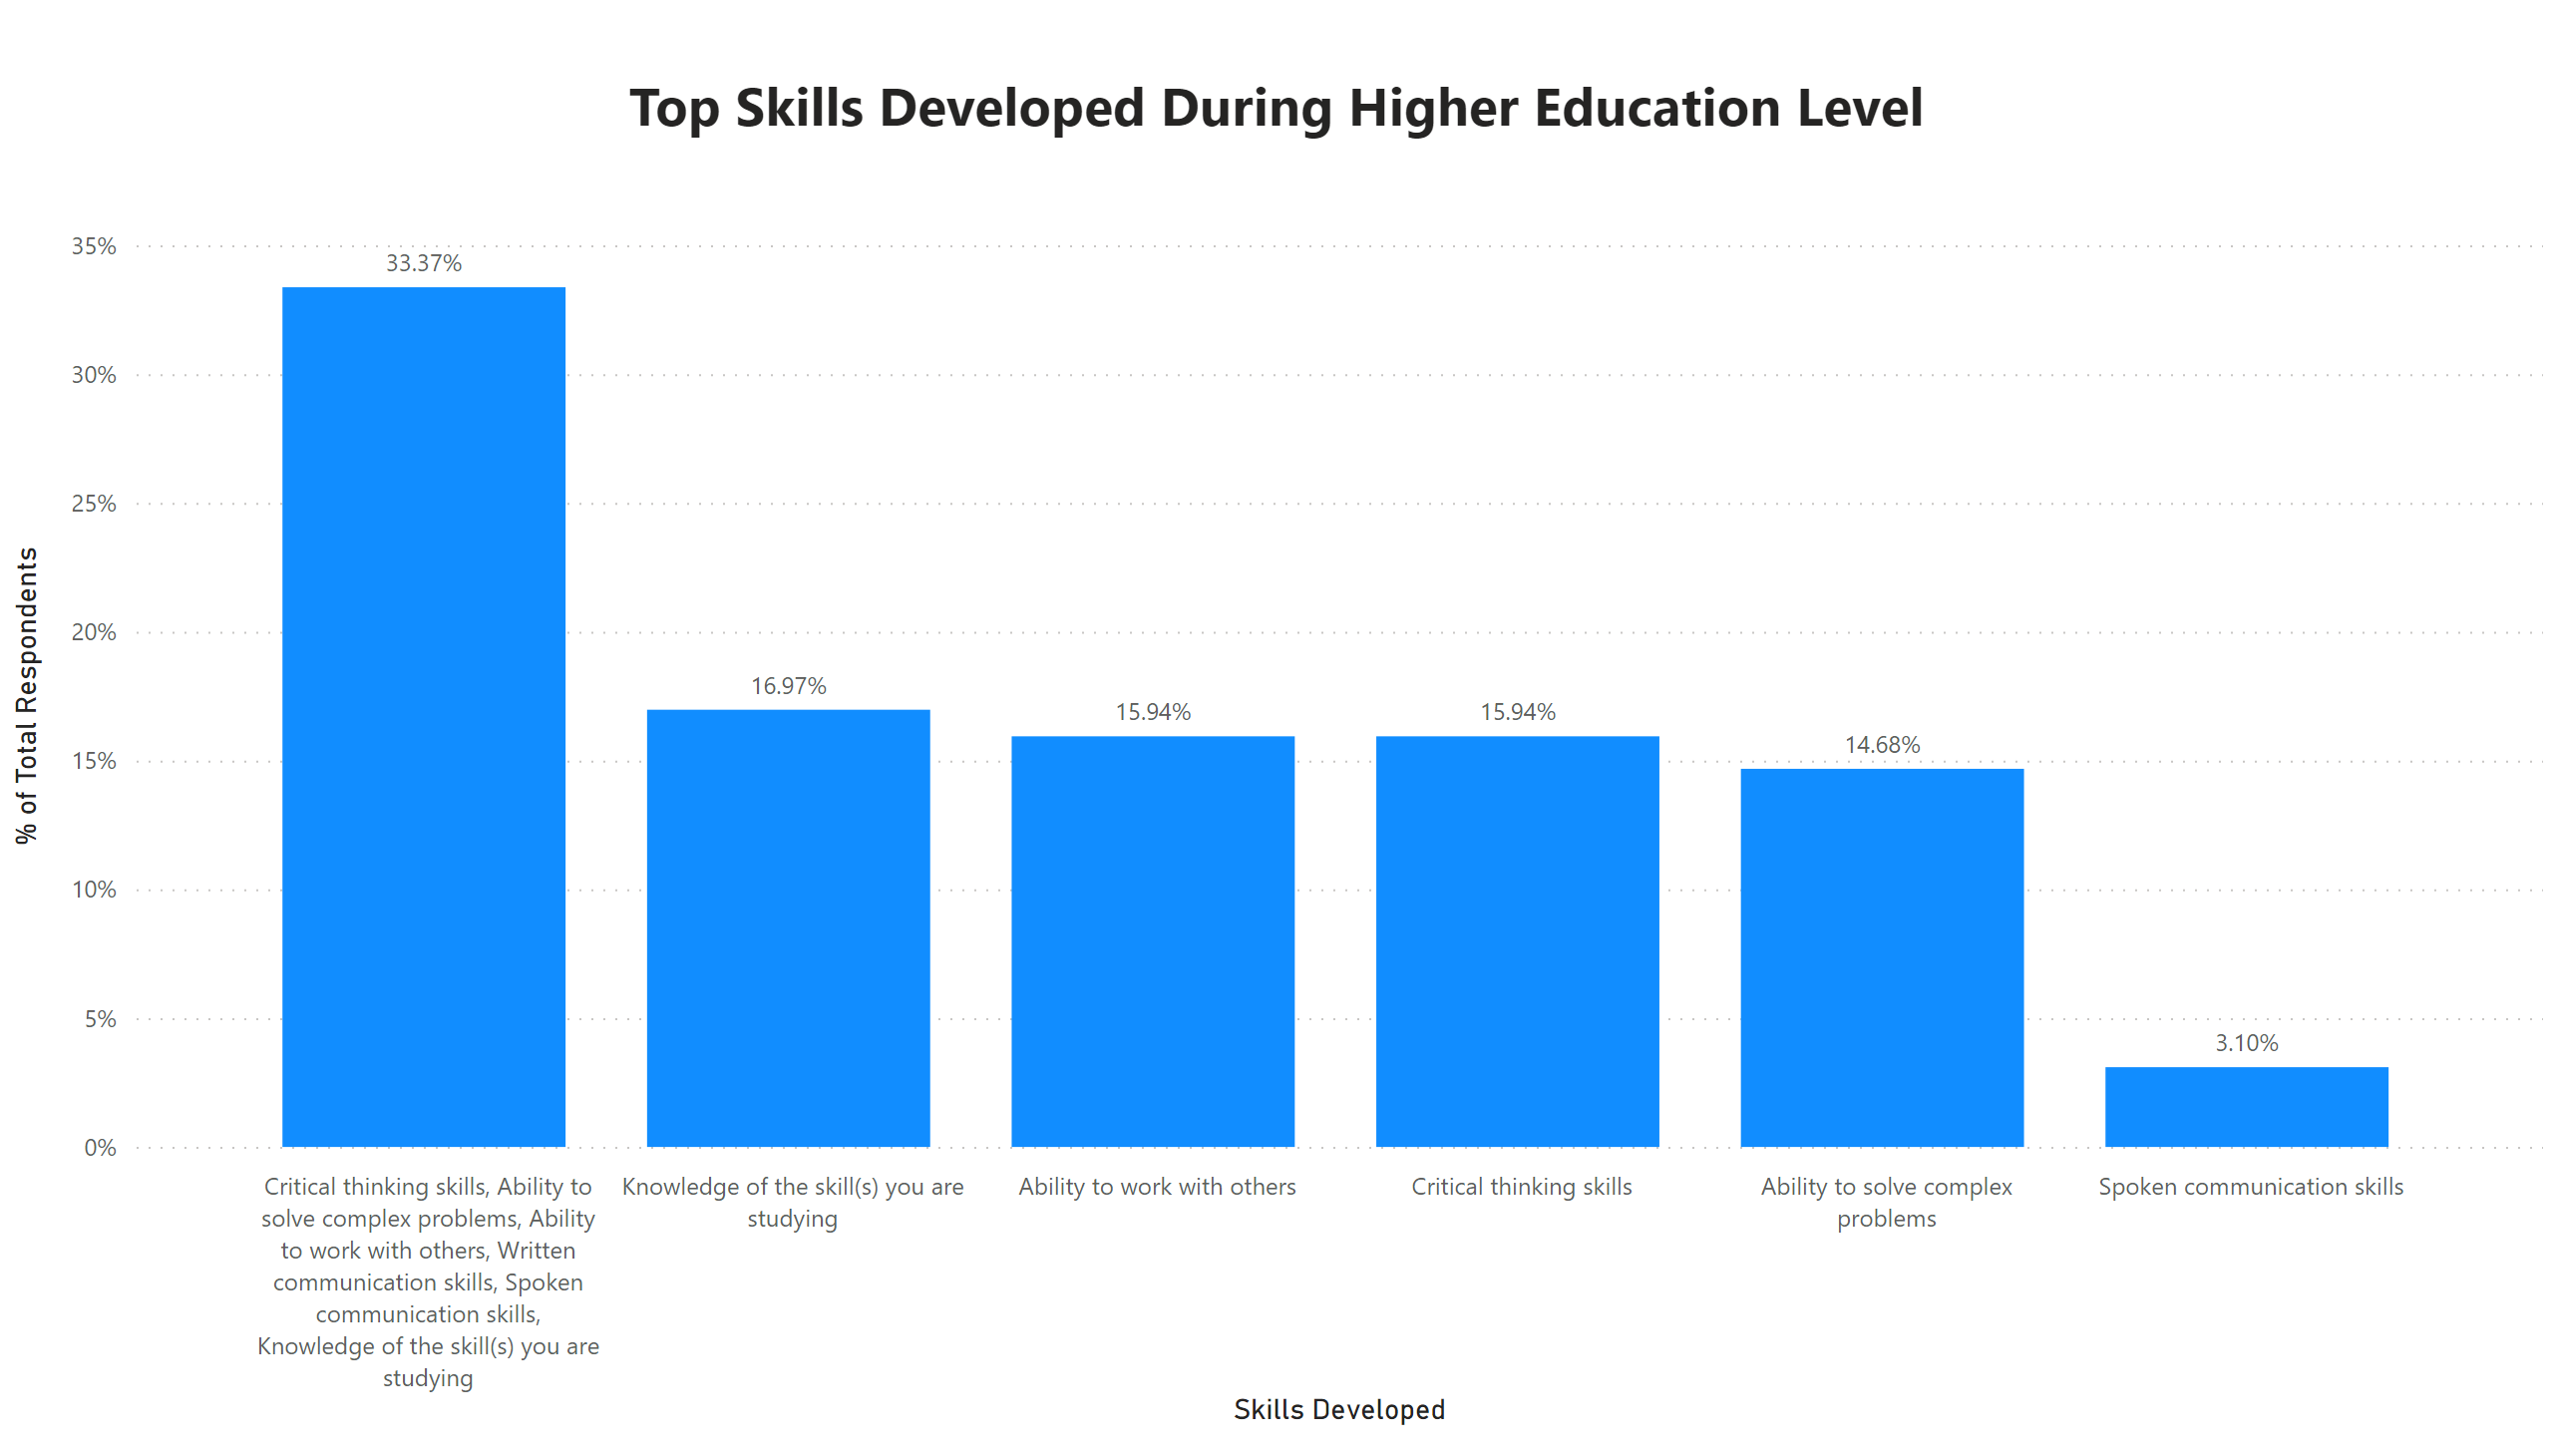 Top Skills Developed During Higher Education Level
% of Total Respondents
35%
30%
25%
20%
15%
10%
5%
0%
33.37%
16.97%
15.94%
15.94%
14.68%
3.10%
Critical thinking skills, Ability to
solve complex problems, Ability
to work with others, Written
communication skills, Spoken
communication skills,
Knowledge of the skill(s) you are
studying
Knowledge of the skill(s) you are
studying
Ability to work with others
Critical thinking skills
Ability to solve complex
problems
Spoken communication skills
Skills Developed